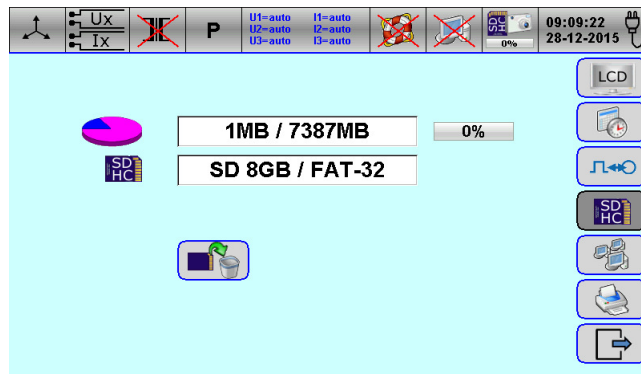 Ux
Ix
P
U1=auto I1=auto
U2=auto I2=auto
U3=auto I3=auto
SD
HC
0%
09:09:22
28-12-2015
LCD
1MB / 7387MB
0%
SD
HC
SD 8GB / FAT-32
SD
HC